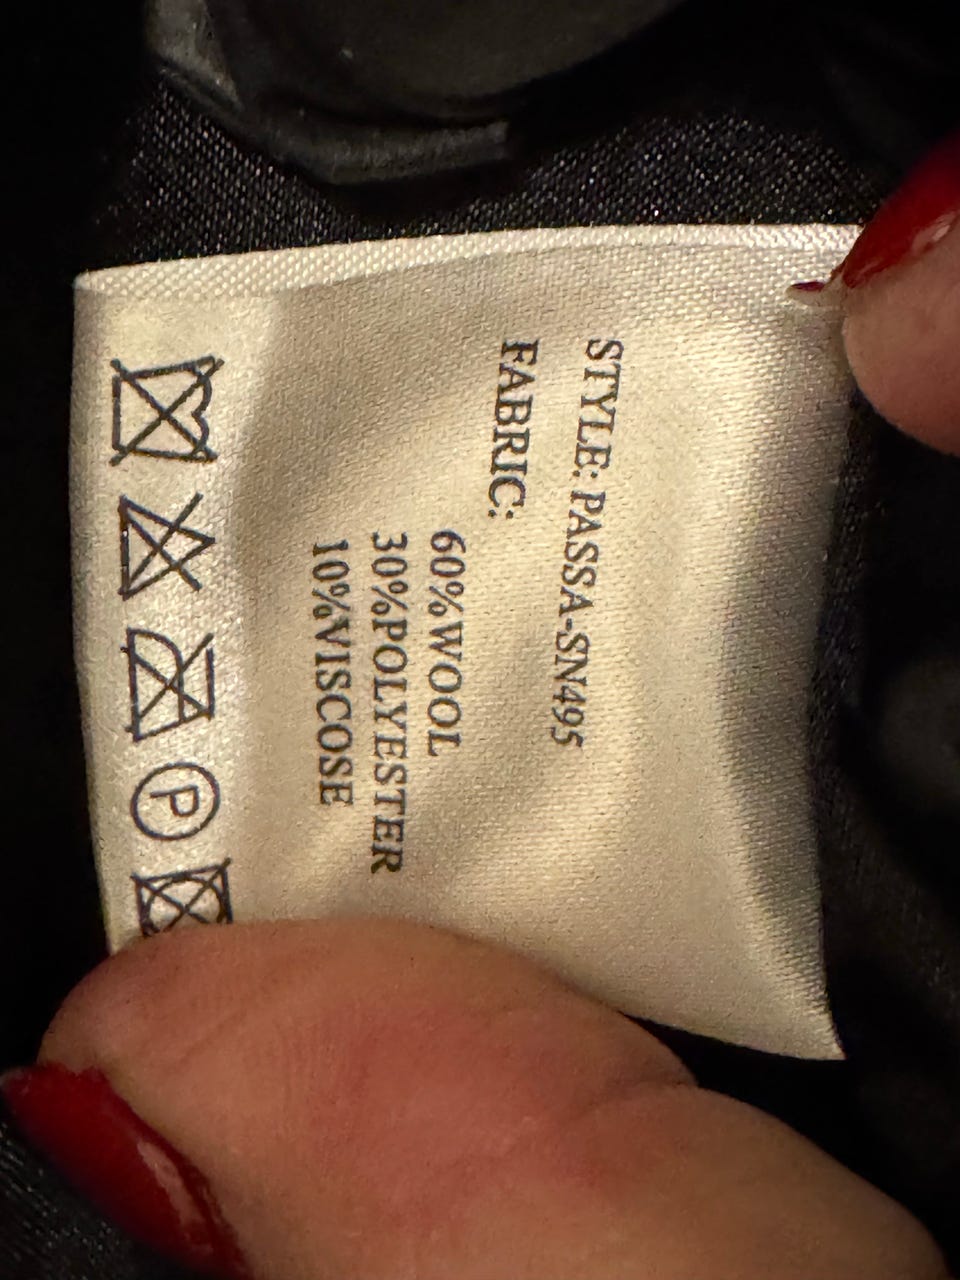 STYLE: PASSA-SN495
FABRIC:
60%WOOL
30%POLYESTER
10%VISCOSE
P